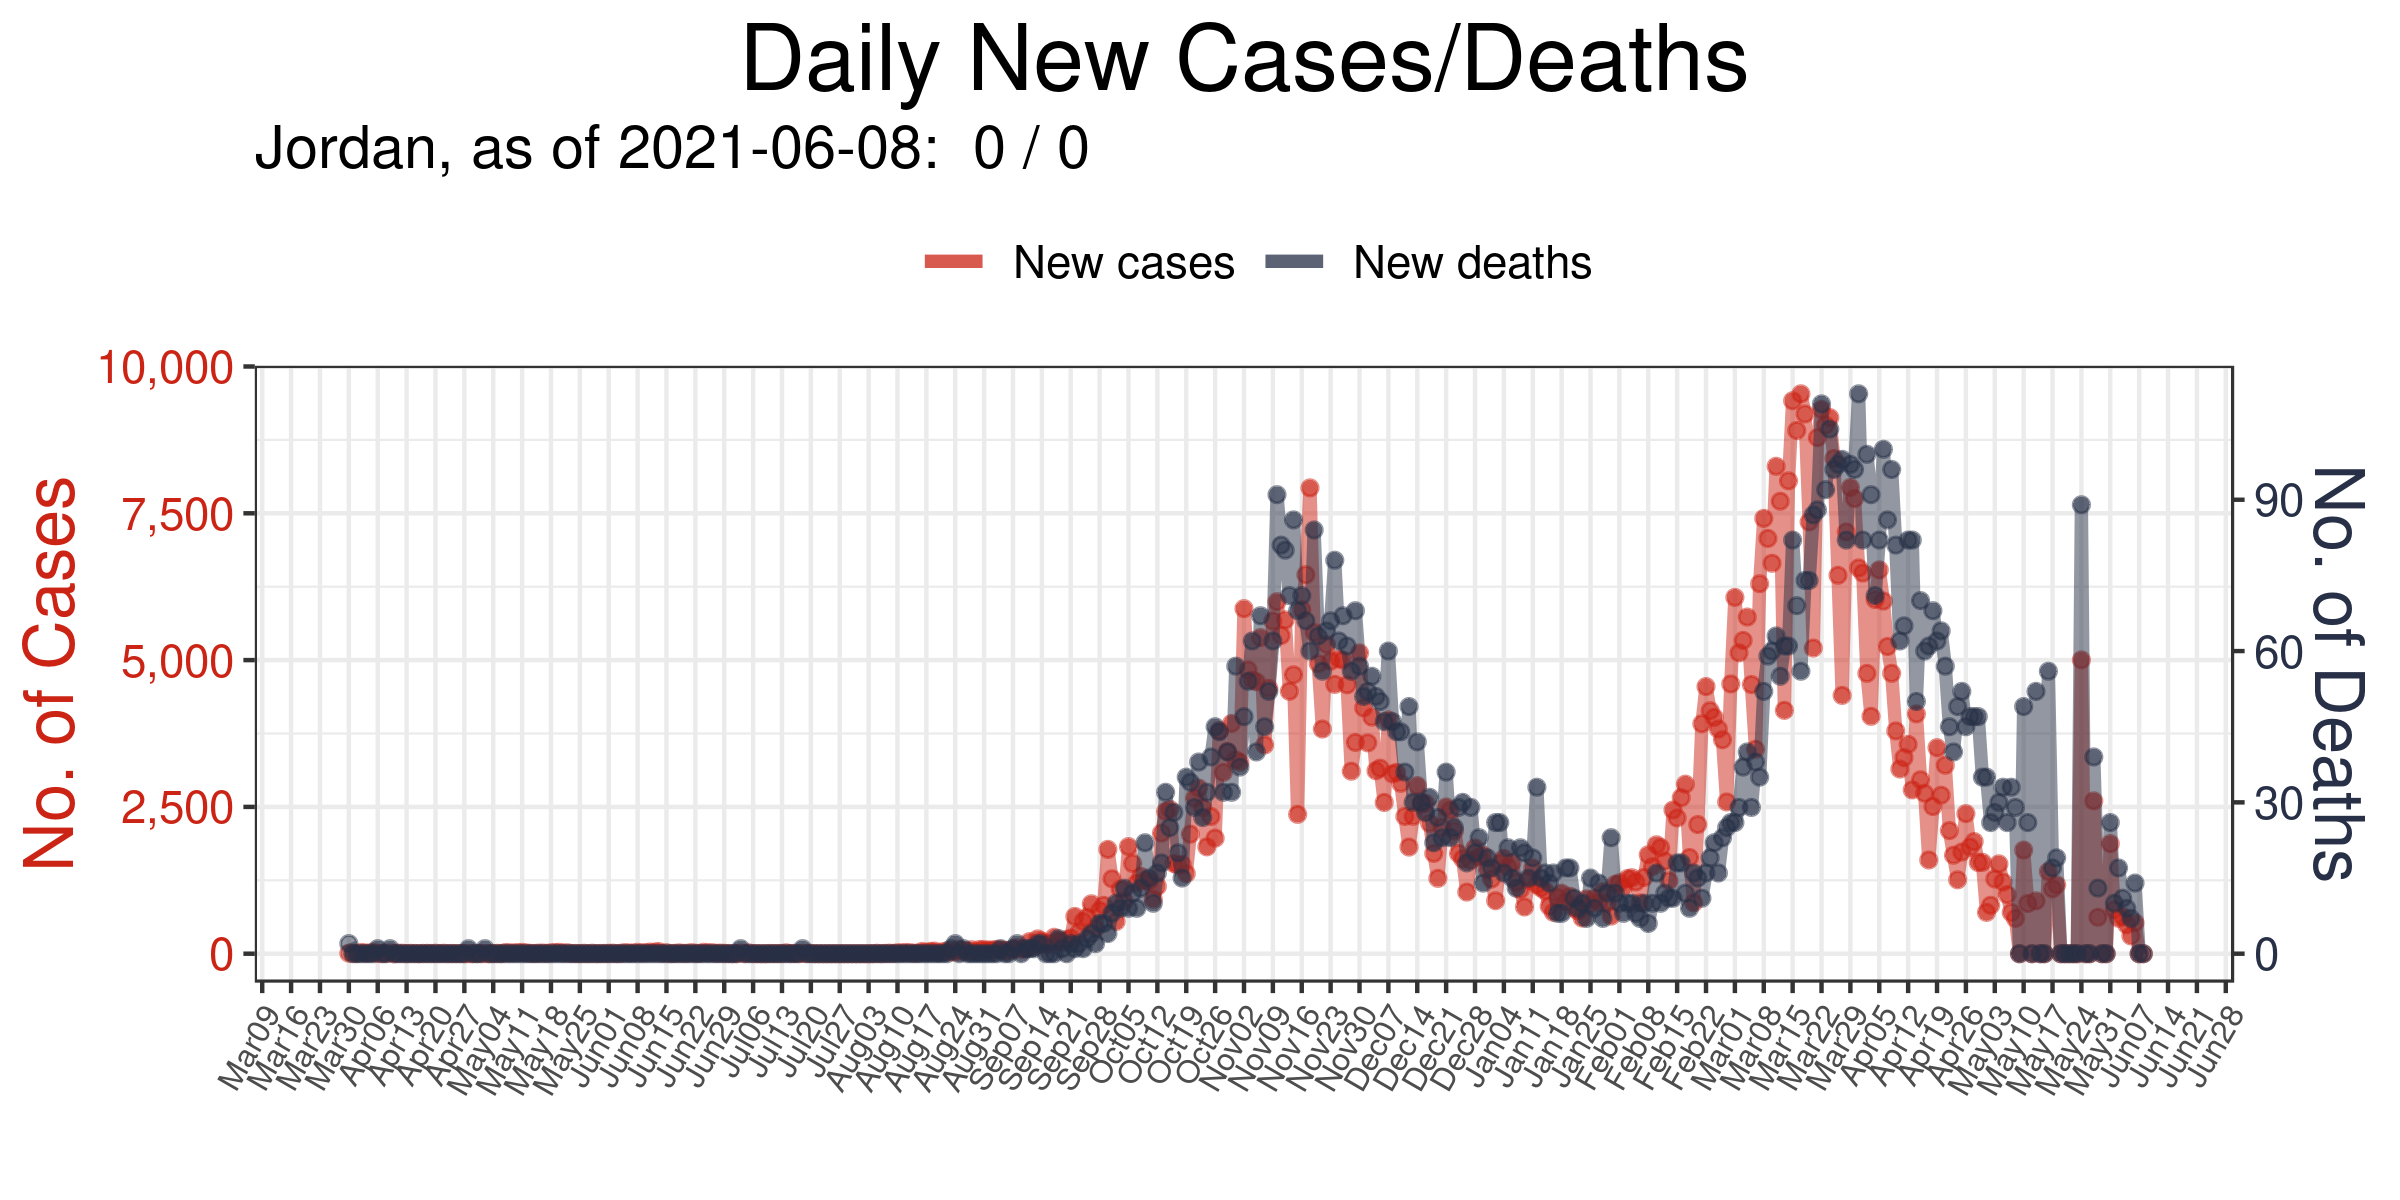 Daily New Cases/Deaths
Jordan, as of 2021-06-08:  0 / 0
New cases
New deaths
No. of Cases
10,000
7,500
5,000
2,500
0
90
60
30
0
No. of Deaths
Mar09
Mar16
Mar23
Mar30
Apr06
Apr13
Apr20
Apr27
May04
May11
May18
May25
Jun01
Jun08
Jun15
Jun22
Jun29
Jul06
Jul13
Jul20
Jul27
Aug03
Aug10
Aug17
Aug24
Aug31
Sep07
Sep14
Sep21
Sep28
Oct05
Oct12
Oct19
Oct26
Nov02
Nov09
Nov16
Nov23
Nov30
Dec07
Dec14
Dec21
Dec28
Jan04
Jan11
Jan18
Jan25
Feb01
Feb08
Feb15
Feb22
Mar01
Mar08
Mar15
Mar22
Mar29
Apr05
Apr12
Apr19
Apr26
May03
May10
May17
May24
May31
Jun07
Jun14
Jun21
Jun28